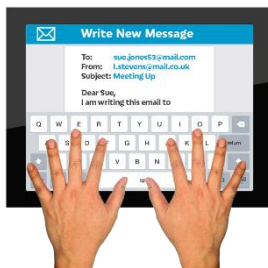 Write New Message
To: sue.jones53@mail.com
From: l.stevens@mail.co.uk
Subject: Meeting Up
Dear Sue,
I am writing this email to
Q W E R T Y U I O P
S D F G H K L return
V B N